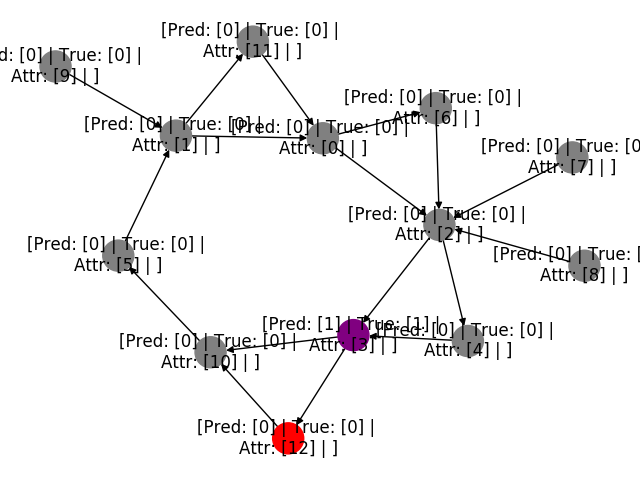 [Pred: [0] | True: [0] |
Attr: [11] | ]
d: [0] | True: [0] |
Attr: [9] | ]
[Pred: [0] | True: [0] |
Attr: [1] | ]
[Pred: [0] | True: [0] |
Attr: [0] | ]
[Pred: [0] | True: [0] |
Attr: [6] | ]
[Pred: [0] | True: [0
Attr: [7] | ]
[Pred: [0] | True: [0] |
Attr: [2] | ]
[Pred: [0] | True: [0] |
Attr: [5] | ]
[Pred: [0] | True: [
Attr: [8] | ]
[Pred: [1] | True: [1] |
Attr: [3] | ]
[Pred: [0] | True: [0] |
Attr: [4] | ]
[Pred: [0] | True: [0] |
Attr: [10] | ]
[Pred: [0] | True: [0] |
Attr: [12] | ]